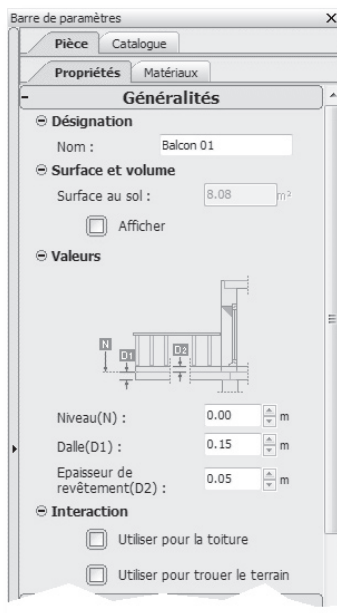 Barre de paramètres X
Pièce Catalogue
Propriétés Matériaux
- Généralités
Désignation
Nom : Balcon 01
Surface et volume
Surface au sol : 8.08 m²
Afficher
Valeurs
N D1 D2
Niveau(N) : 0.00 m
Dalle(D1) : 0.15 m
Epaisseur de
revêtement(D2) : 0.05 m
Interaction
Utiliser pour la toiture
Utiliser pour trouer le terrain